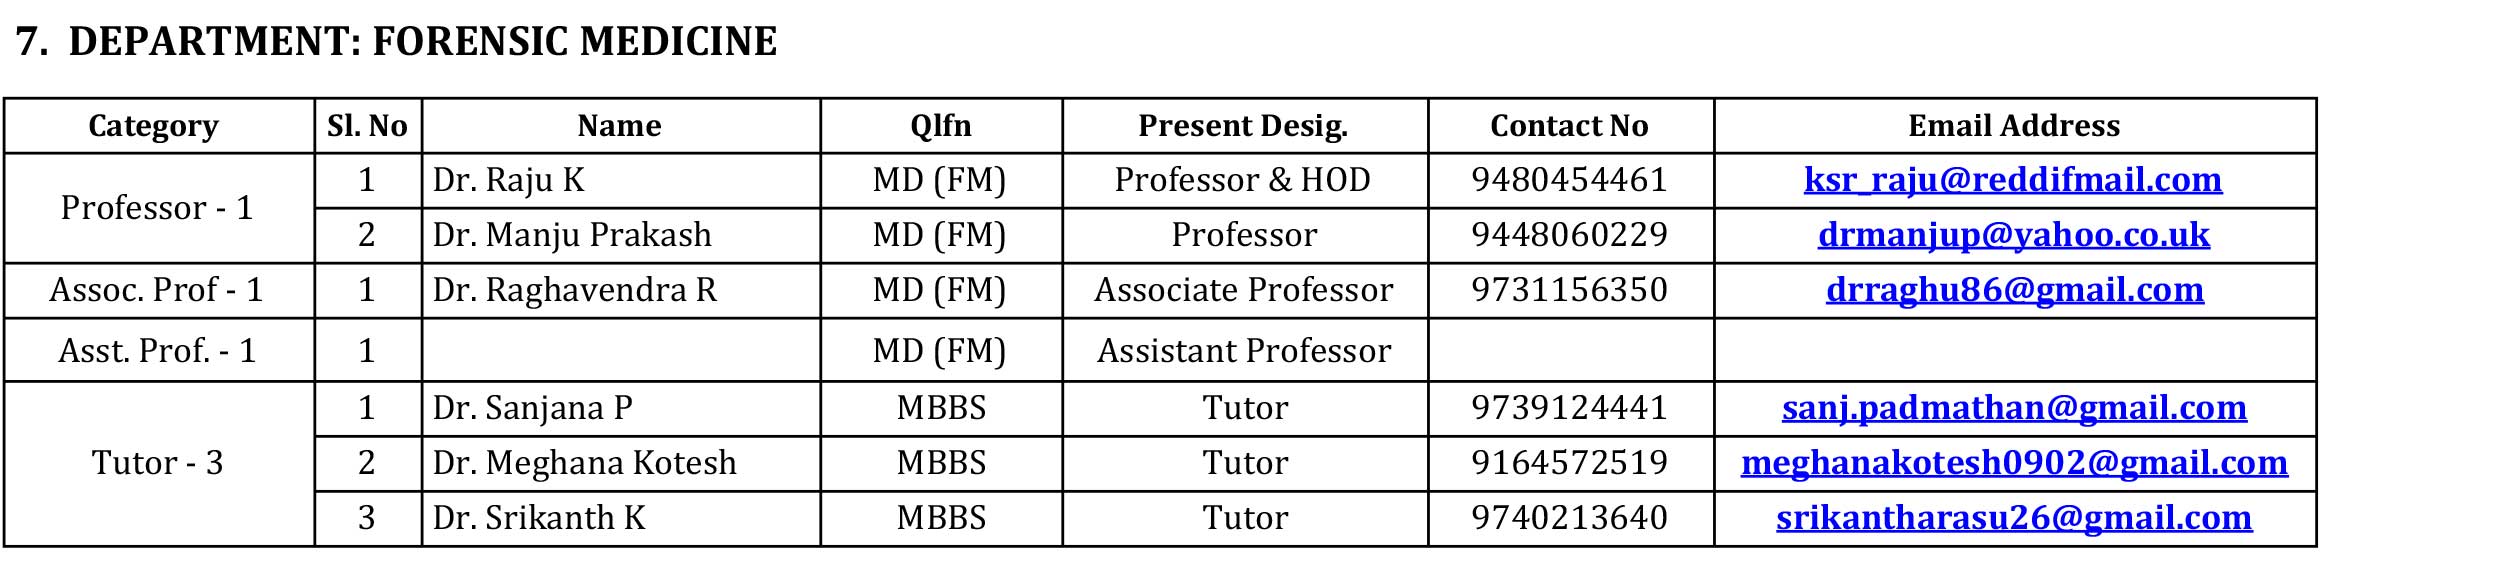 7. DEPARTMENT: FORENSIC MEDICINE
Category Sl. No Name Qlfn Present Desig. Contact No Email Address
Professor - 1 1 Dr. Raju K MD (FM) Professor & HOD 9480454461 ksr_raju@reddifmail.com
2 Dr. Manju Prakash MD (FM) Professor 9448060229 drmanjup@yahoo.co.uk
Assoc. Prof - 1 1 Dr. Raghavendra R MD (FM) Associate Professor 9731156350 drraghu86@gmail.com
Asst. Prof. - 1 1 MD (FM) Assistant Professor
Tutor - 3 1 Dr. Sanjana P MBBS Tutor 9739124441 sanj.padmathan@gmail.com
2 Dr. Meghana Kotesh MBBS Tutor 9164572519 meghanakotesh0902@gmail.com
3 Dr. Srikanth K MBBS Tutor 9740213640 srikantharasu26@gmail.com